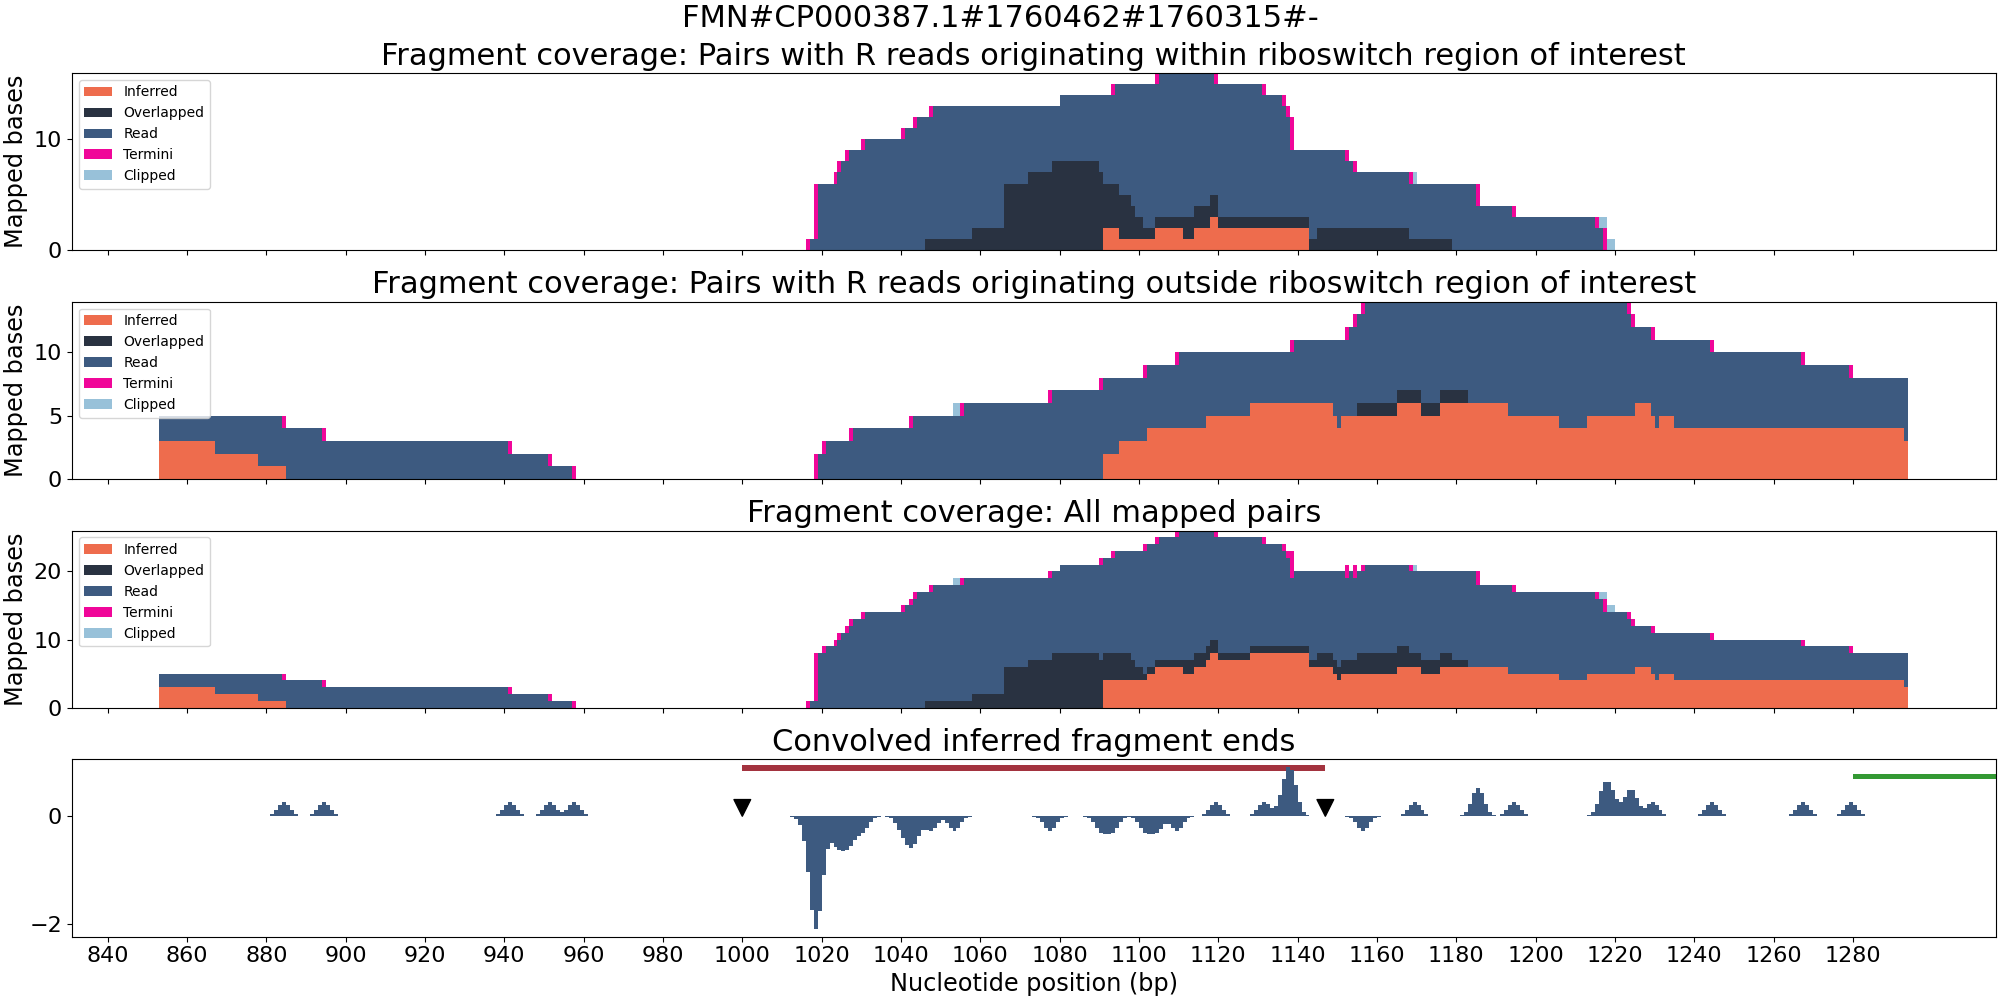 FMN#CP000387.1#1760462#1760315#-
Fragment coverage: Pairs with R reads originating within riboswitch region of interest
Mapped bases
10
0
Inferred
Overlapped
Read
Termini
Clipped
Fragment coverage: Pairs with R reads originating outside riboswitch region of interest
Mapped bases
10
5
0
Inferred
Overlapped
Read
Termini
Clipped
Fragment coverage: All mapped pairs
Mapped bases
20
10
0
Inferred
Overlapped
Read
Termini
Clipped
Convolved inferred fragment ends
0
−2
840 860 880 900 920 940 960 980 1000 1020 1040 1060 1080 1100 1120 1140 1160 1180 1200 1220 1240 1260 1280
Nucleotide position (bp)